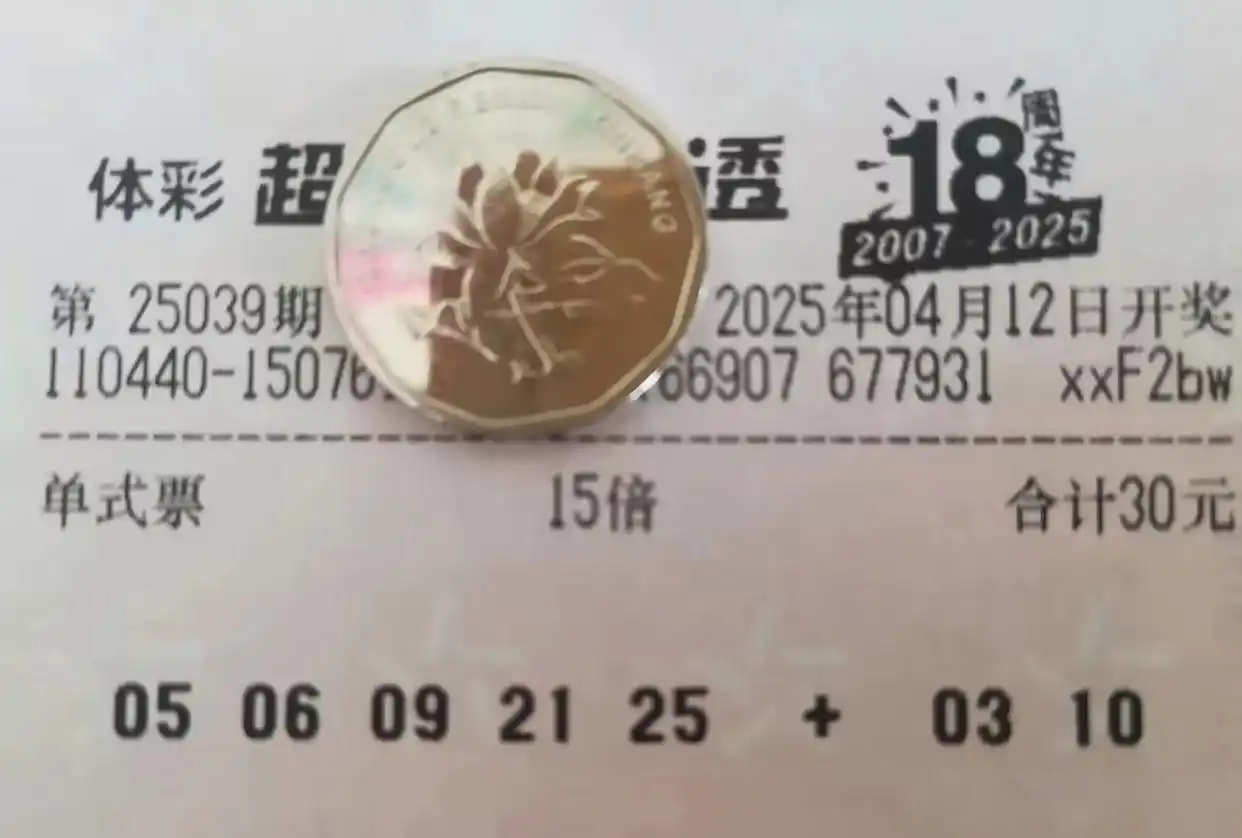 体彩 超 透 18周年
2007-2025
第 25039期 2025年04月12日开奖
110440-15076 66907 677931 xxF2bw
单式票 15倍 合计30元
05 06 09 21 25 + 03 10